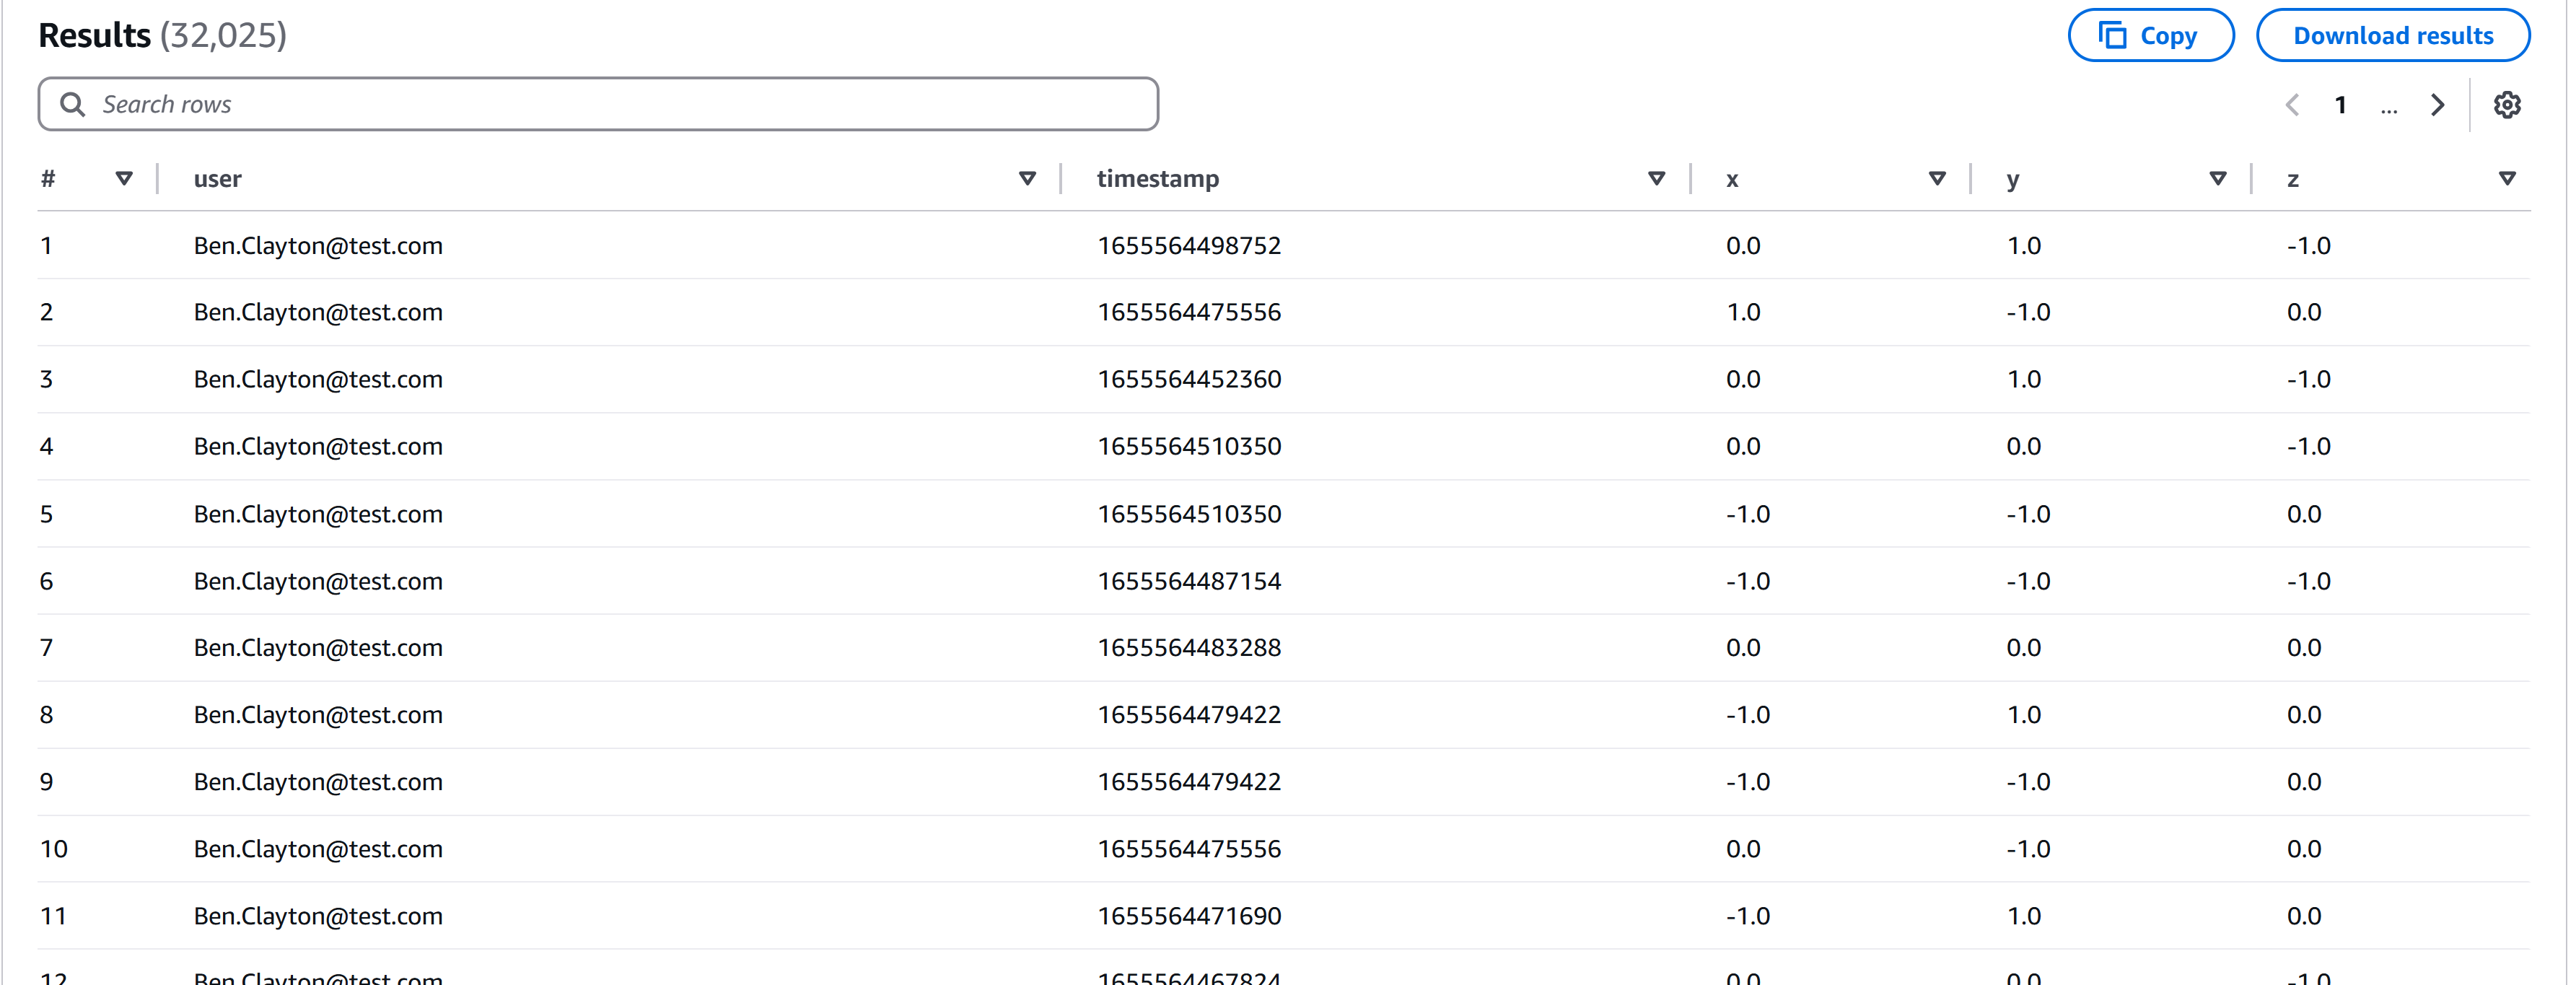 Results (32,025) Copy Download results
Search rows 1 ...
# user timestamp x y z
1 Ben.Clayton@test.com 1655564498752 0.0 1.0 -1.0
2 Ben.Clayton@test.com 1655564475556 1.0 -1.0 0.0
3 Ben.Clayton@test.com 1655564452360 0.0 1.0 -1.0
4 Ben.Clayton@test.com 1655564510350 0.0 0.0 -1.0
5 Ben.Clayton@test.com 1655564510350 -1.0 -1.0 0.0
6 Ben.Clayton@test.com 1655564487154 -1.0 -1.0 -1.0
7 Ben.Clayton@test.com 1655564483288 0.0 0.0 0.0
8 Ben.Clayton@test.com 1655564479422 -1.0 1.0 0.0
9 Ben.Clayton@test.com 1655564479422 -1.0 -1.0 0.0
10 Ben.Clayton@test.com 1655564475556 0.0 -1.0 0.0
11 Ben.Clayton@test.com 1655564471690 -1.0 1.0 0.0
12 Ben.Clayton@test.com 1655564467824 0.0 0.0 -1.0